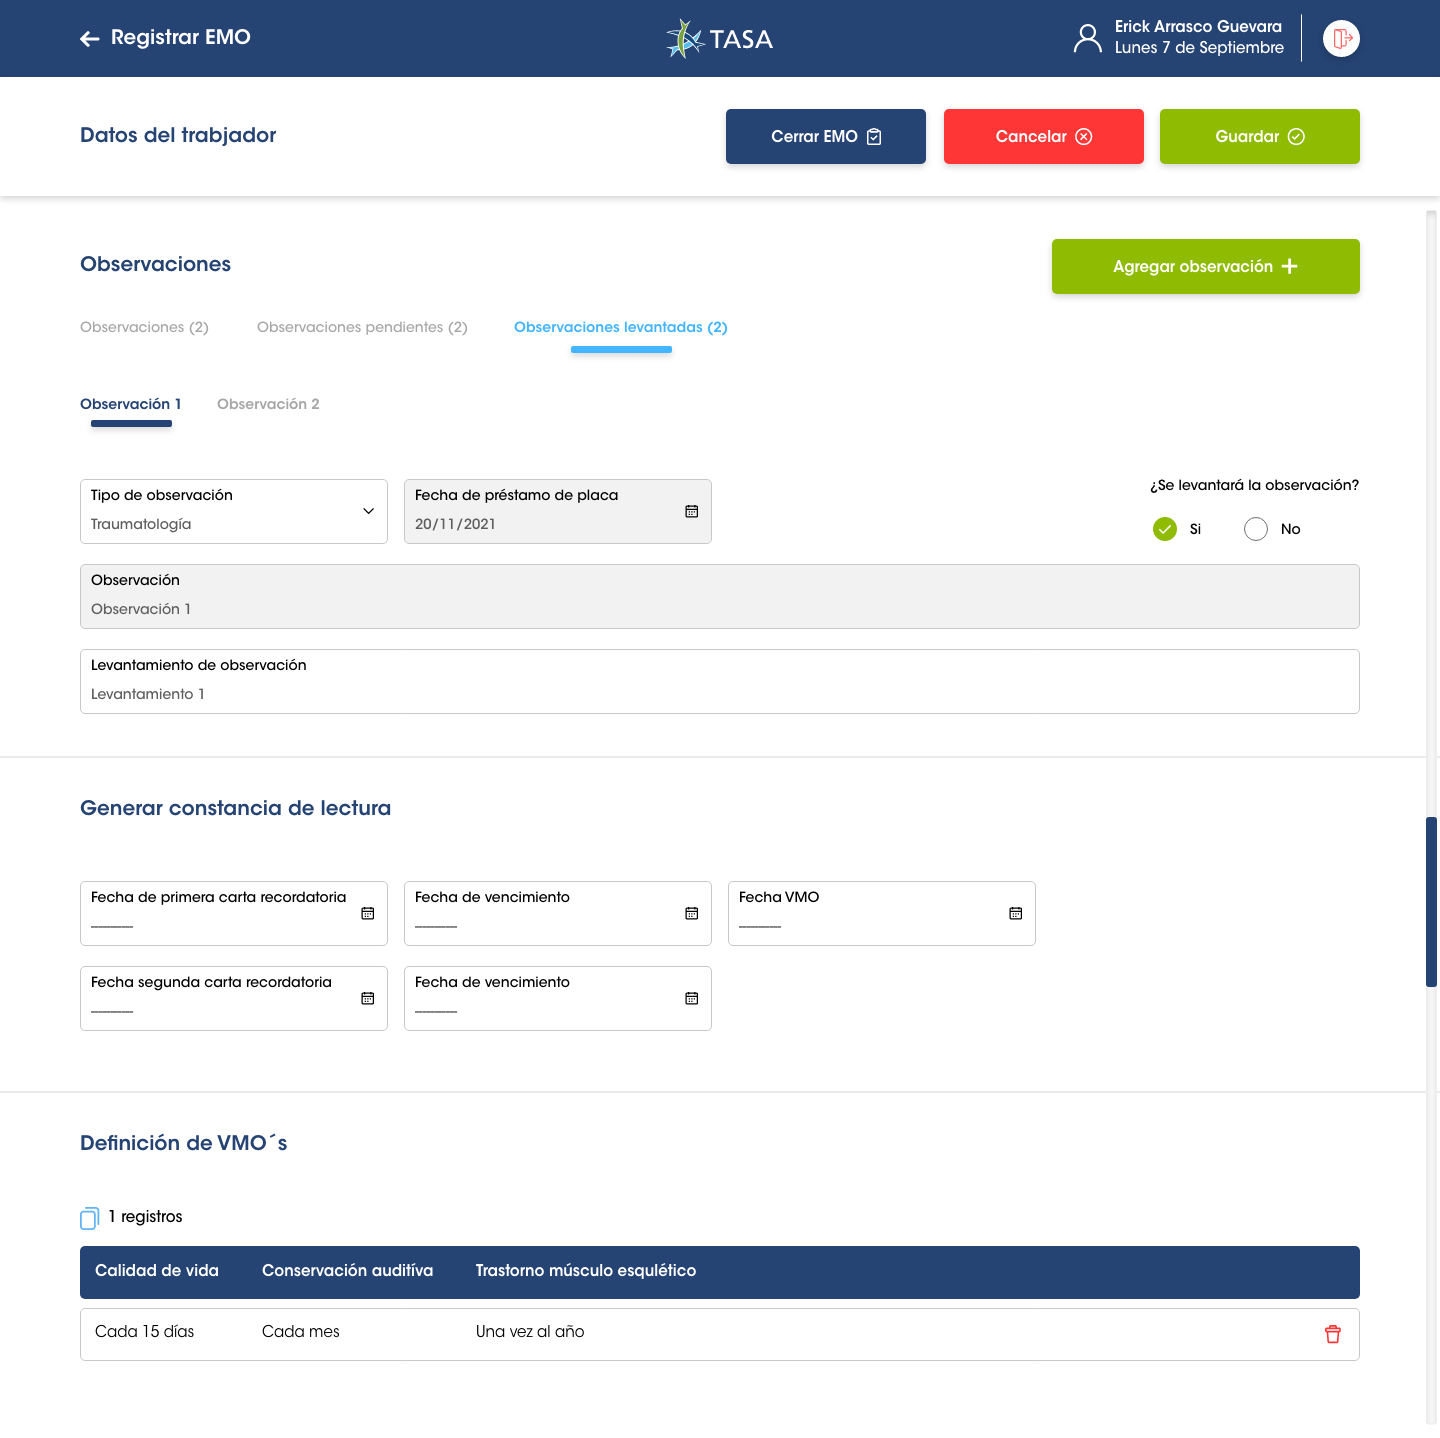 Registrar EMO
TASA
Erick Arrasco Guevara
Lunes 7 de Septiembre
Datos del trabjador
Cerrar EMO
Cancelar
Guardar
Observaciones
Agregar observación
Observaciones (2)
Observaciones pendientes (2)
Observaciones levantadas (2)
Observación 1
Observación 2
Tipo de observación
Traumatología
Fecha de préstamo de placa
20/11/2021
¿Se levantará la observación?
Si
No
Observación
Observación 1
Levantamiento de observación
Levantamiento 1
Generar constancia de lectura
Fecha de primera carta recordatoria
----------
Fecha de vencimiento
----------
Fecha VMO
----------
Fecha segunda carta recordatoria
----------
Fecha de vencimiento
----------
Definición de VMO´s
1 registros
Calidad de vida
Conservación audítíva
Trastorno músculo esqulético
Cada 15 días
Cada mes
Una vez al año